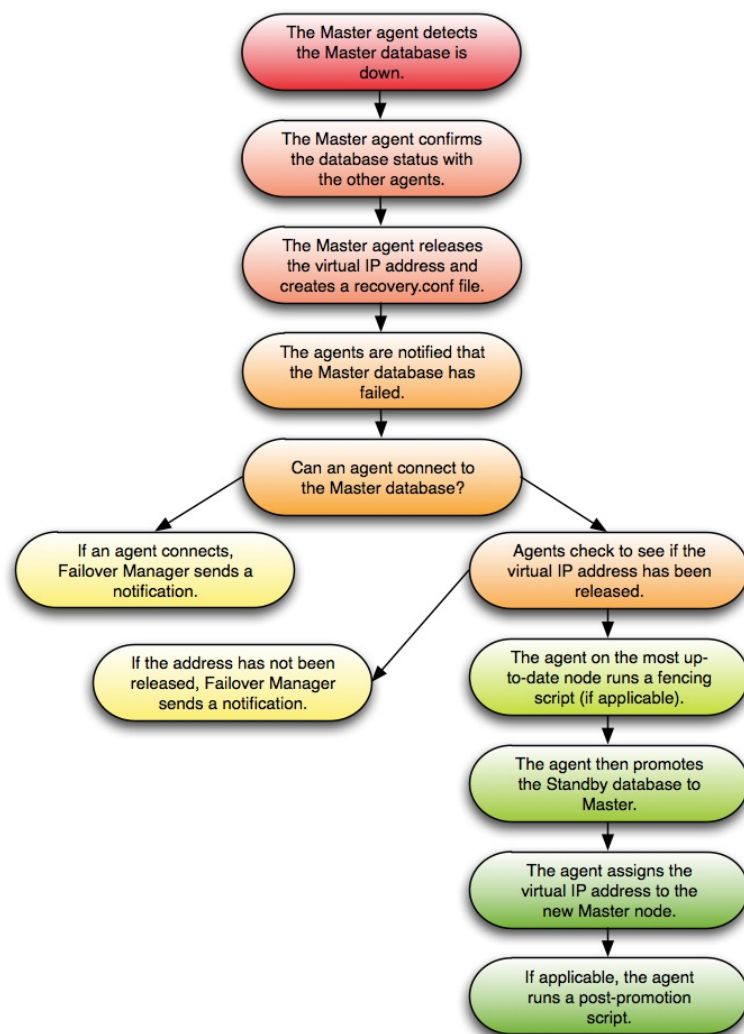 The Master agent detects
the Master database is
down.
The Master agent confirms
the database status with
the other agents.
The Master agent releases
the virtual IP address and
creates a recovery.conf file.
The agents are notified that
the Master database has
failed.
Can an agent connect to
the Master database?
If an agent connects,
Failover Manager sends a
notification.
Agents check to see if the
virtual IP address has been
released.
If the address has not been
released, Failover Manager
sends a notification.
The agent on the most up-
to-date node runs a fencing
script (if applicable).
The agent then promotes
the Standby database to
Master.
The agent assigns the
virtual IP address to the
new Master node.
If applicable, the agent
runs a post-promotion
script.